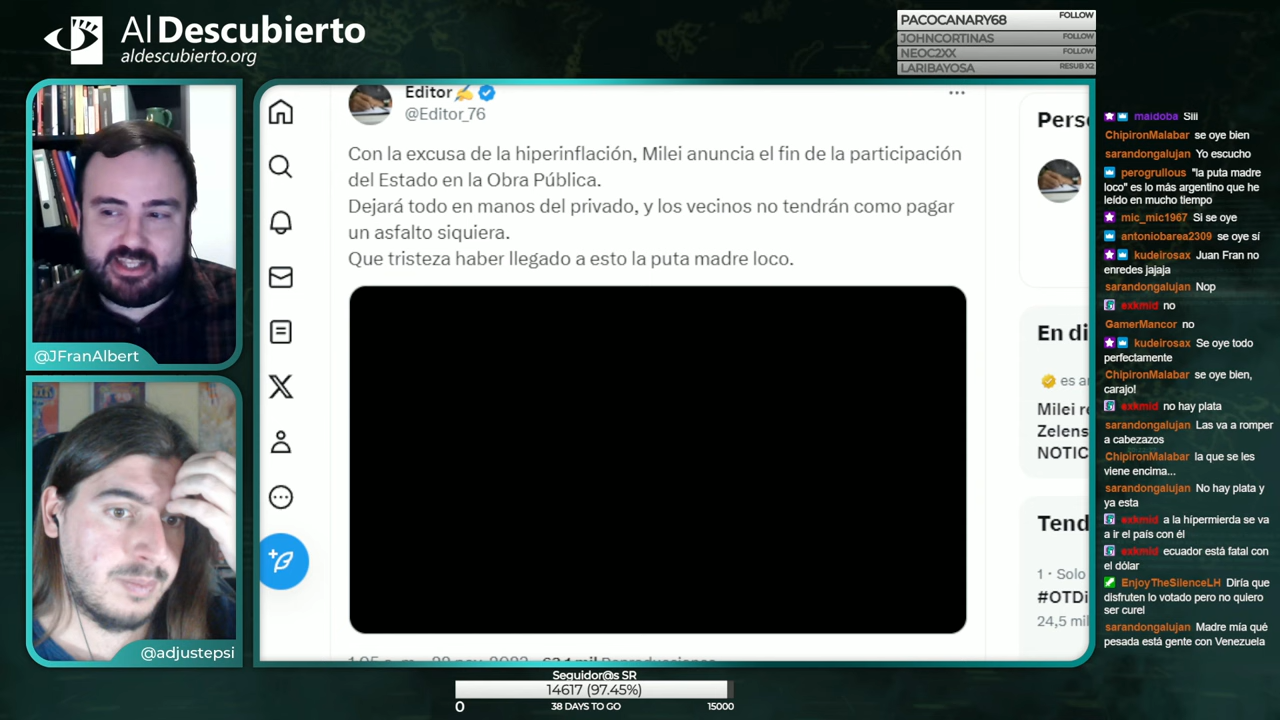 Al Descubierto
aldescubierto.org
PACOCANARY68 FOLLOW
JOHNCORTINAS FOLLOW
NEOC2XX FOLLOW
LARIBAYOSA RESUB X2
@JFranAlbert
@adjustepsi
Editor✍️
@Editor_76
Con la excusa de la hiperinflación, Milei anuncia el fin de la participación
del Estado en la Obra Pública.
Dejará todo en manos del privado, y los vecinos no tendrán como pagar
un asfalto siquiera.
Que tristeza haber llegado a esto la puta madre loco.
Pers
En di
es a
Milei r
Zelens
NOTIC
Tend
1 · Solo
#OTDi
24,5 mil
maidoba Siii
ChipironMalabar se oye bien
sarandongalujan Yo escucho
perogrullous "la puta madre
loco" es lo más argentino que he
leído en mucho tiempo
mic_mic1967 Si se oye
antoniobarea2309 se oye sí
kudeirosax Juan Fran no
enredes jajaja
sarandongalujan Nop
exkmid no
GamerMancor no
kudeirosax Se oye todo
perfectamente
ChipironMalabar se oye bien,
carajo!
exkmid no hay plata
sarandongalujan Las va a romper
a cabezazos
ChipironMalabar la que se les
viene encima...
sarandongalujan No hay plata y
ya esta
exkmid a la hípermierda se va
a ir el país con él
exkmid ecuador está fatal con
el dólar
EnjoyTheSilenceLH Diría que
disfruten lo votado pero no quiero
ser curel
sarandongalujan Madre mía qué
pesada está gente con Venezuela
Seguidor@s SR
14617 (97.45%)
0 38 DAYS TO GO 15000